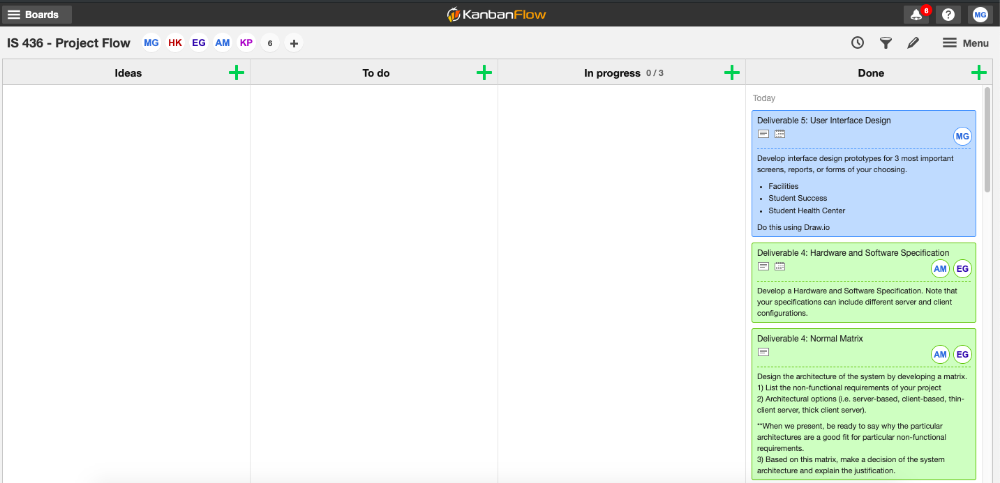 Boards
KanbanFlow
6
MG
IS 436 - Project Flow
MG
HK
EG
AM
KP
6
Menu
Ideas
To do
In progress 0 / 3
Done
Today
Deliverable 5: User Interface Design
MG
Develop interface design prototypes for 3 most important
screens, reports, or forms of your choosing.
• Facilities
• Student Success
• Student Health Center
Do this using Draw.io
Deliverable 4: Hardware and Software Specification
AM
EG
Develop a Hardware and Software Specification. Note that
your specifications can include different server and client
configurations.
Deliverable 4: Normal Matrix
AM
EG
Design the architecture of the system by developing a matrix.
1) List the non-functional requirements of your project
2) Architectural options (i.e. server-based, client-based, thin-
client server, thick client server).
**When we present, be ready to say why the particular
architectures are a good fit for particular non-functional
requirements.
3) Based on this matrix, make a decision of the system
architecture and explain the justification.